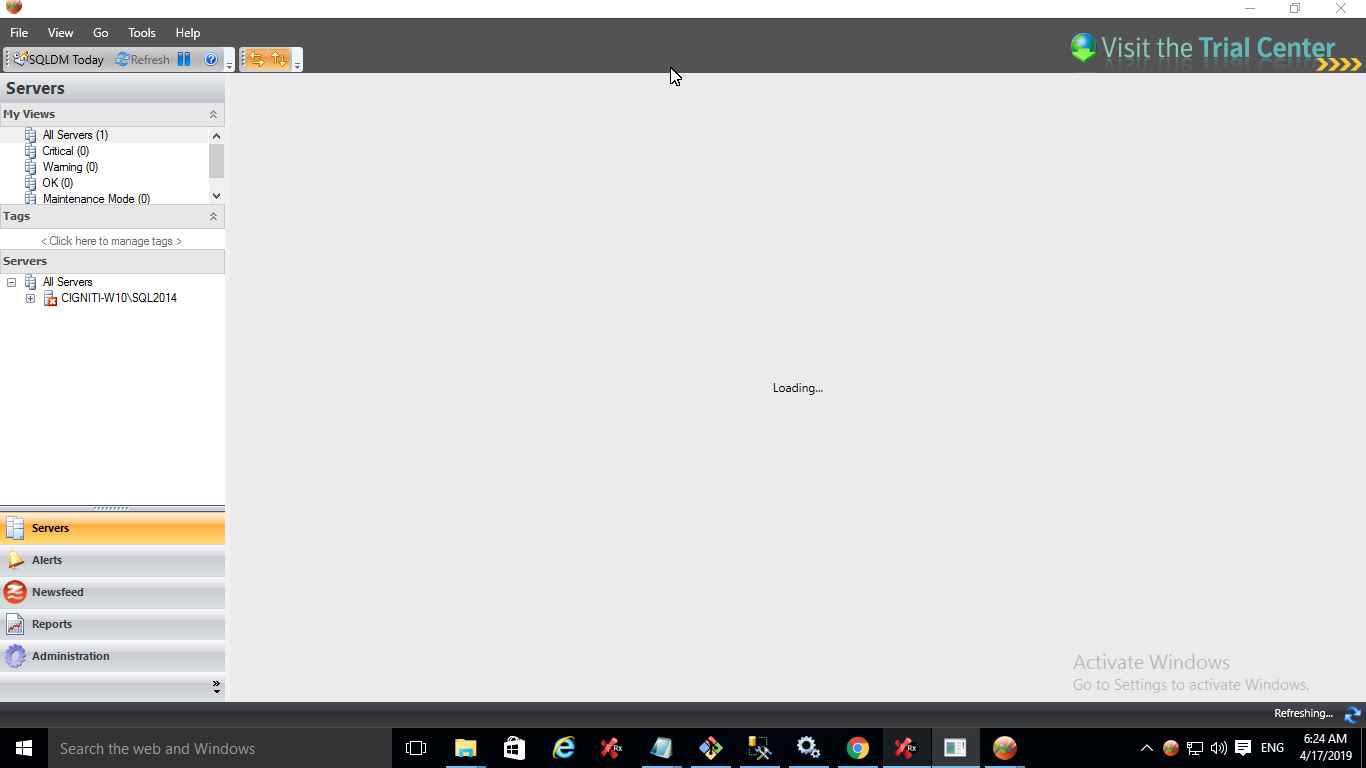 File View Go Tools Help
SQLDM Today Refresh
Visit the Trial Center
Servers
My Views
All Servers (1)
Critical (0)
Warning (0)
OK (0)
Maintenance Mode (0)
Tags
< Click here to manage tags >
Servers
All Servers
CIGNITI-W10\SQL2014
Loading...
Servers
Alerts
Newsfeed
Reports
Administration
Activate Windows
Go to Settings to activate Windows.
Refreshing...
Search the web and Windows
Rx
Rx
ENG
6:24 AM
4/17/2019